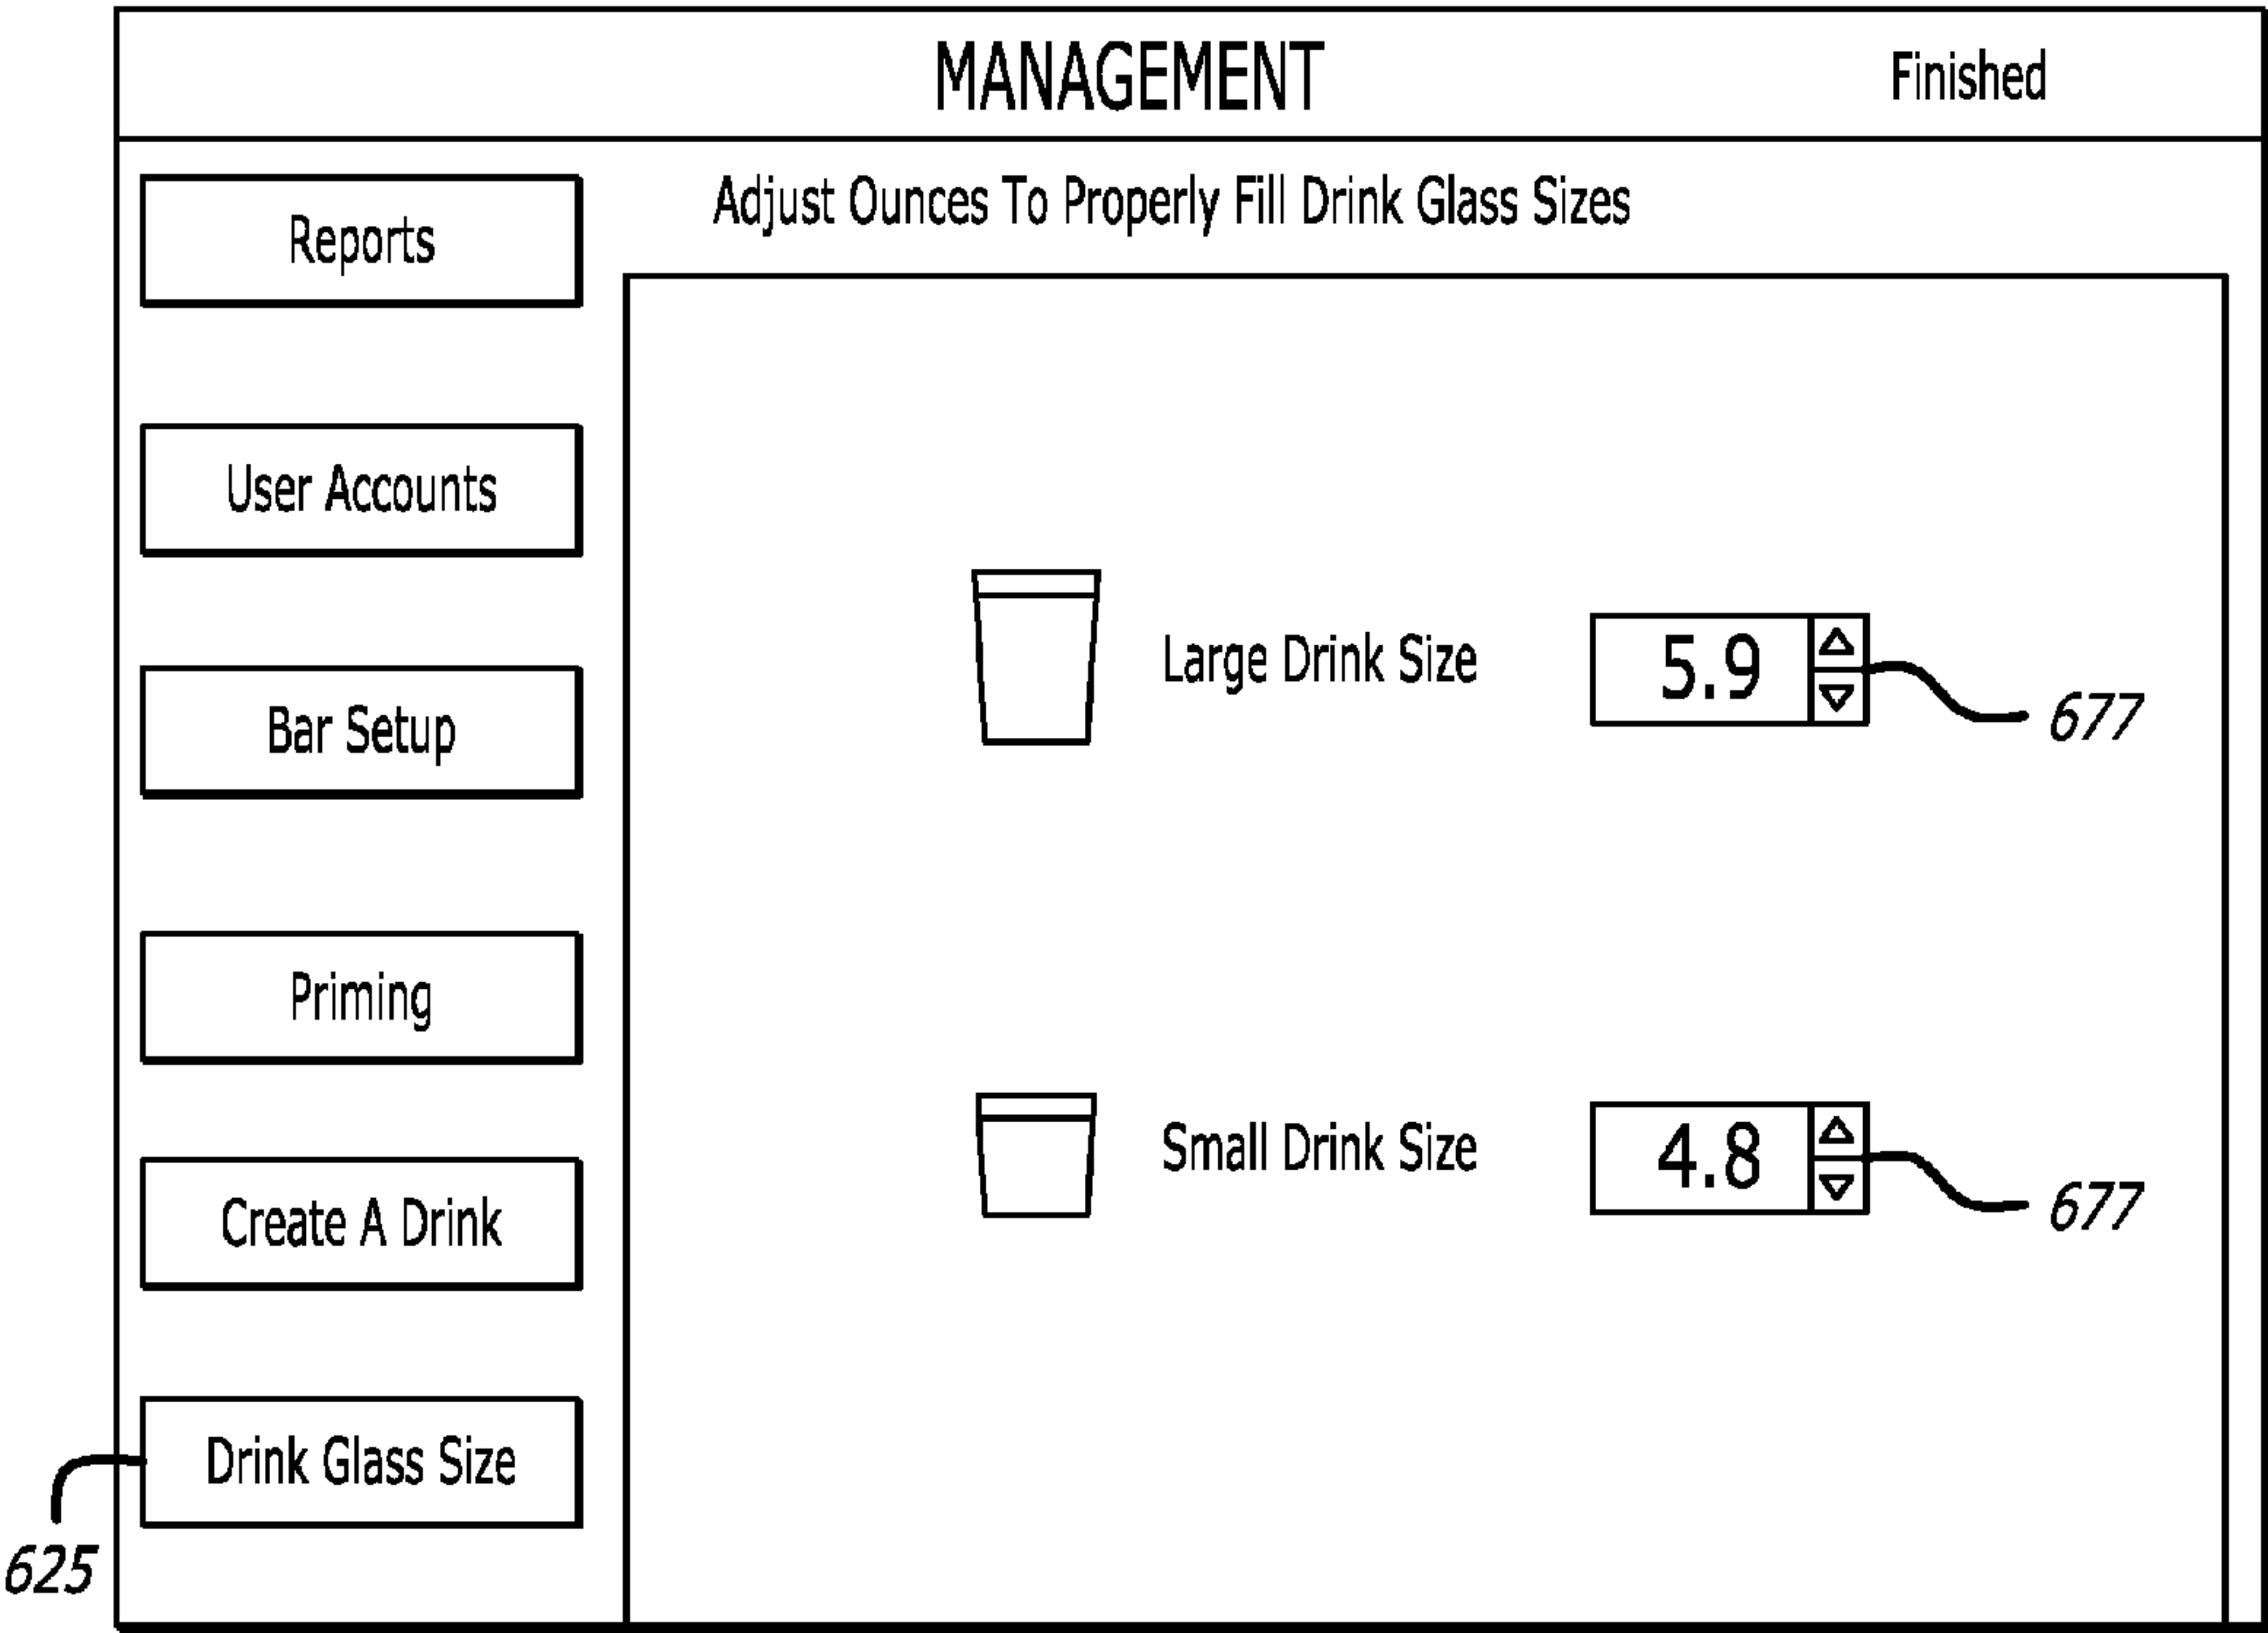 MANAGEMENT
Finished
Reports
User Accounts
Bar Setup
Priming
Create A Drink
Drink Glass Size
625
Adjust Ounces To Properly Fill Drink Glass Sizes
Large Drink Size
5.9
677
Small Drink Size
4.8
677